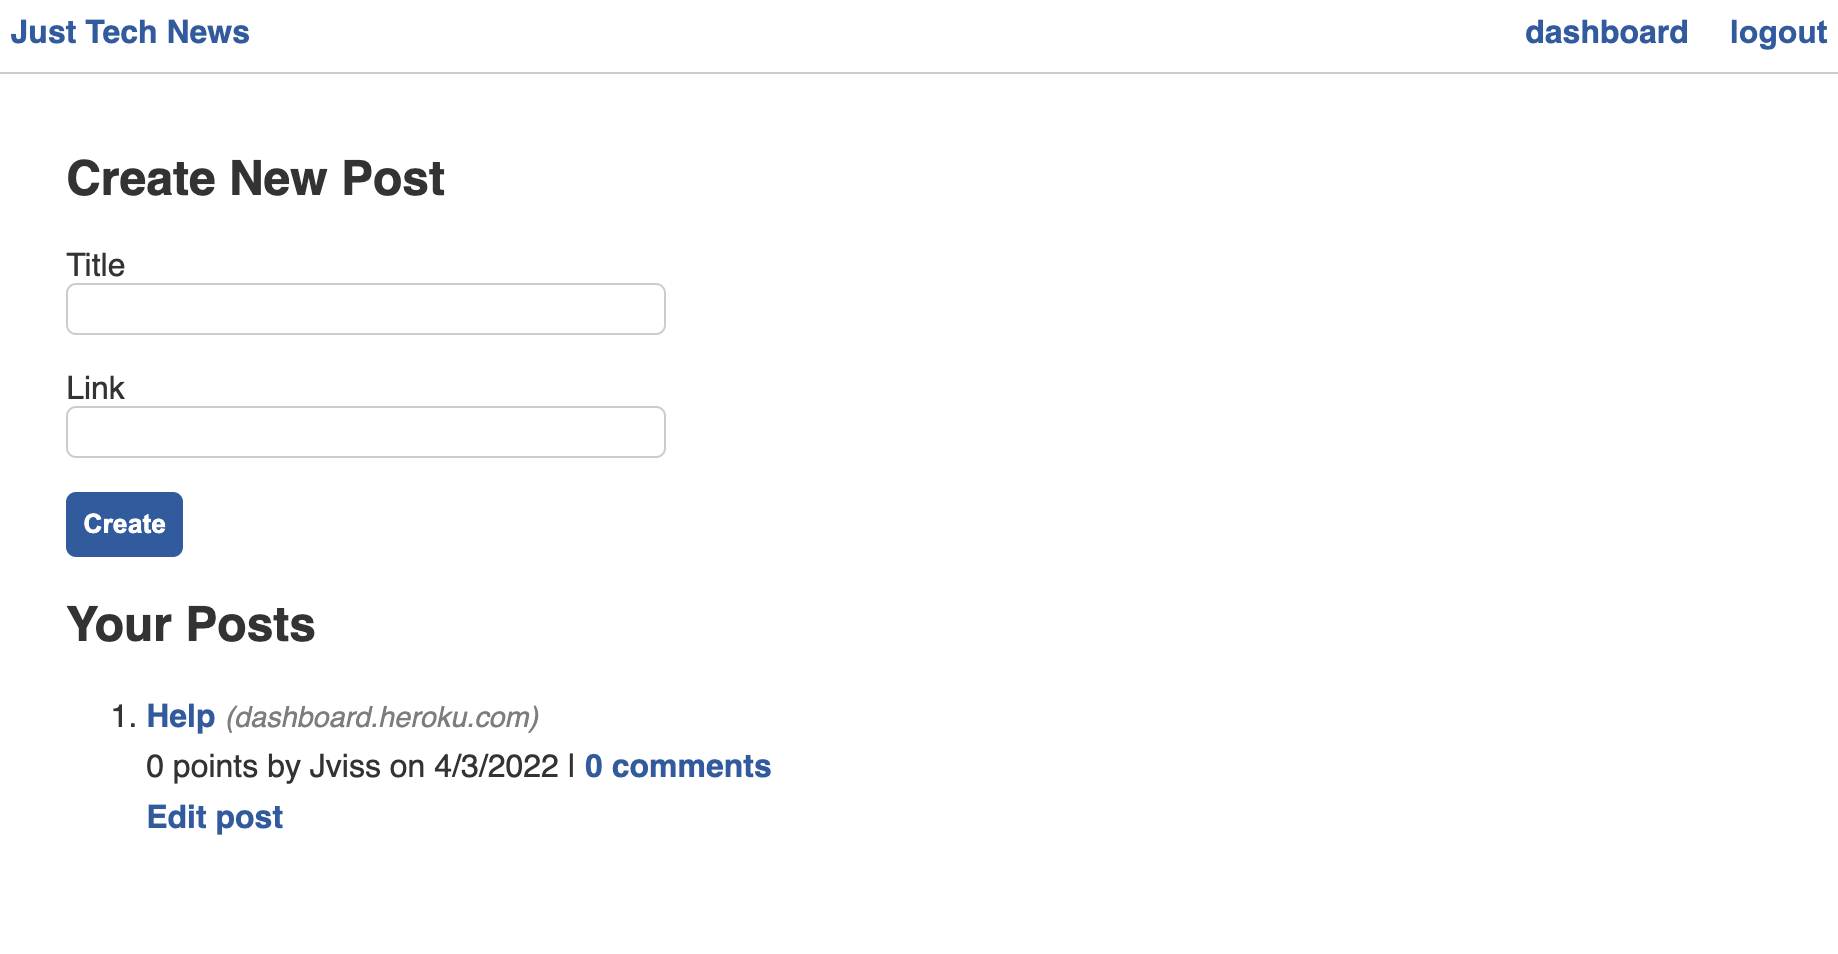 Just Tech News dashboard logout
Create New Post
Title
Link
Create
Your Posts
1. Help (dashboard.heroku.com)
0 points by Jviss on 4/3/2022 | 0 comments
Edit post